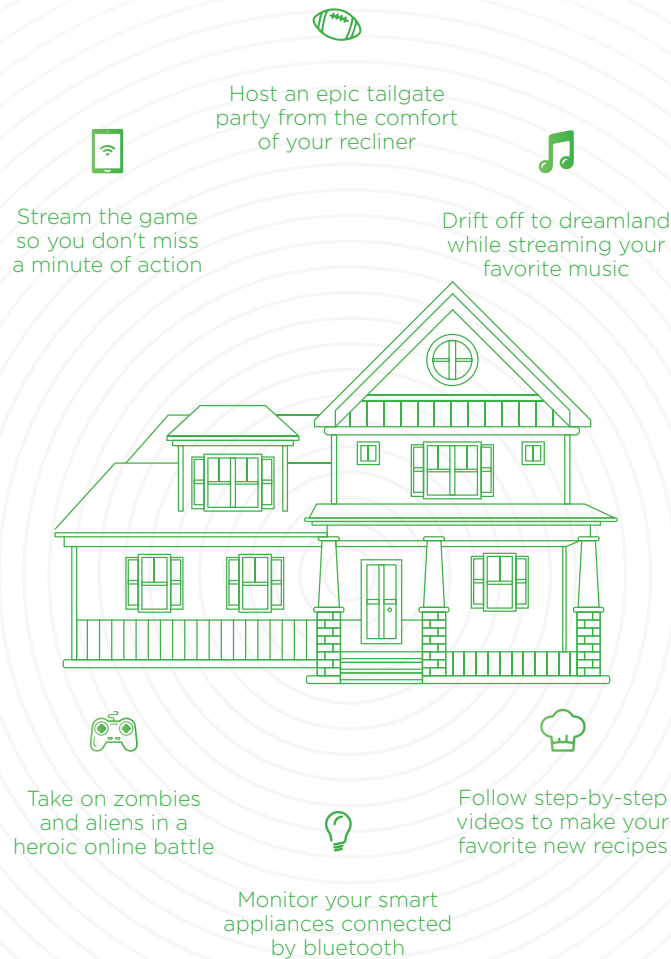 Host an epic tailgate
party from the comfort
of your recliner
Stream the game
so you don't miss
a minute of action
Drift off to dreamland
while streaming your
favorite music
Take on zombies
and aliens in a
heroic online battle
Follow step-by-step
videos to make your
favorite new recipes
Monitor your smart
appliances connected
by bluetooth